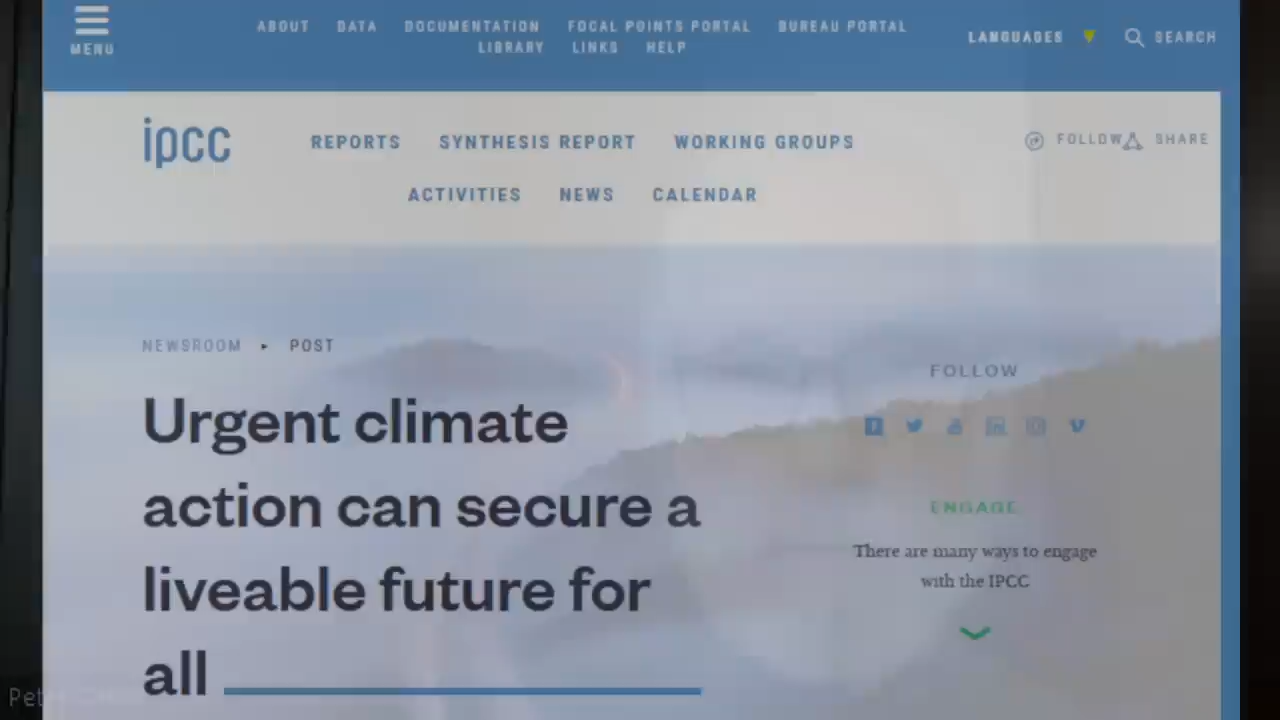 MENU
ABOUT DATA DOCUMENTATION FOCAL POINTS PORTAL BUREAU PORTAL
LIBRARY LINKS HELP
LANGUAGES
SEARCH
ipcc
REPORTS SYNTHESIS REPORT WORKING GROUPS
ACTIVITIES NEWS CALENDAR
FOLLOW
SHARE
NEWSROOM ▸ POST
Urgent climate
action can secure a
liveable future for
all
FOLLOW
ENGAGE
There are many ways to engage
with the IPCC